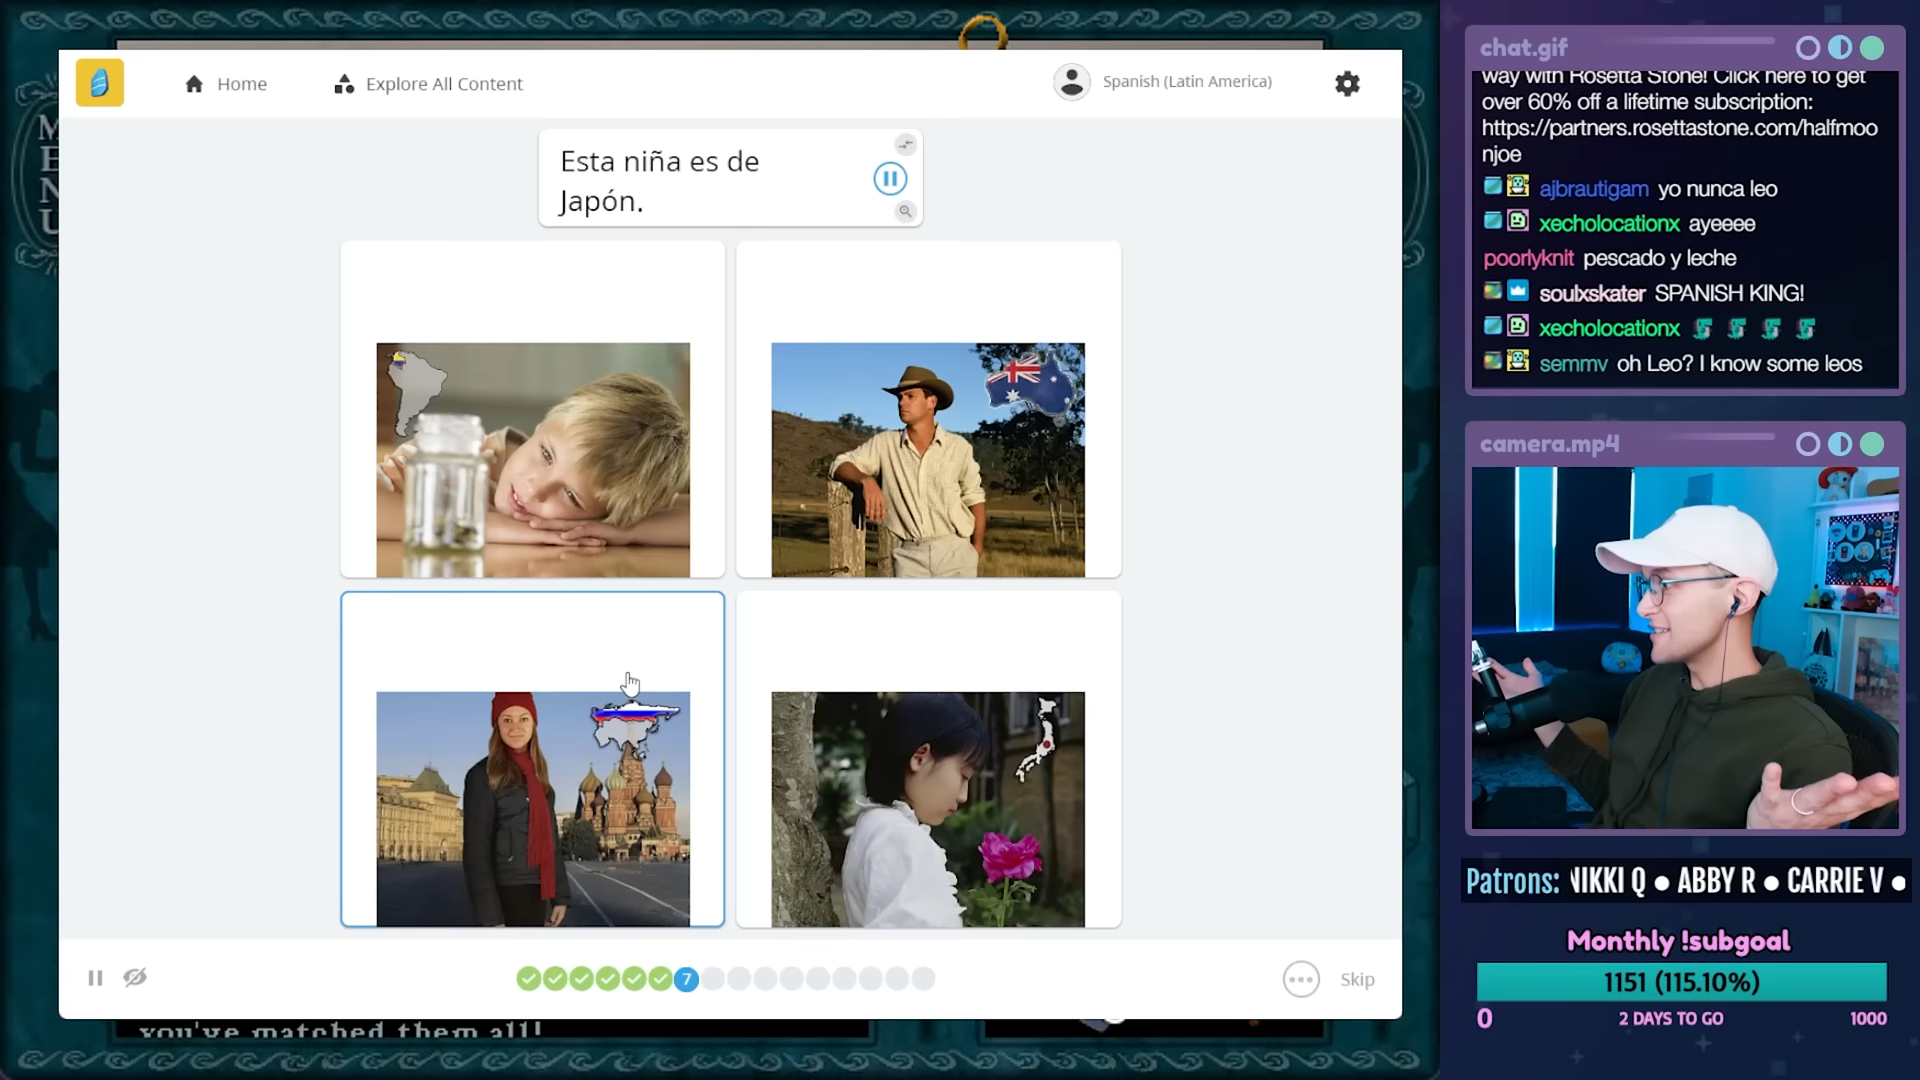 Home
Explore All Content
Spanish (Latin America)
Esta niña es de
Japón.
7
Skip
you've matched them all!
M
E
N
U
chat.gif
way with Rosetta Stone! Click here to get
over 60% off a lifetime subscription:
https://partners.rosettastone.com/halfmoo
njoe
ajbrautigam yo nunca leo
xecholocationx ayeeee
poorlyknit pescado y leche
soulxskater SPANISH KING!
xecholocationx
semmv oh Leo? I know some leos
camera.mp4
Patrons: NIKKI Q ● ABBY R ● CARRIE V ●
Monthly !subgoal
1151 (115.10%)
0 2 DAYS TO GO 1000